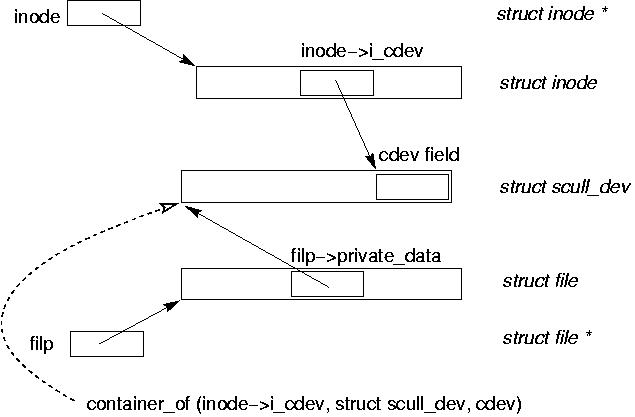 inode struct inode *
inode->i_cdev
struct inode
cdev field
struct scull_dev
filp->private_data
struct file
filp struct file *
container_of (inode->i_cdev, struct scull_dev, cdev)